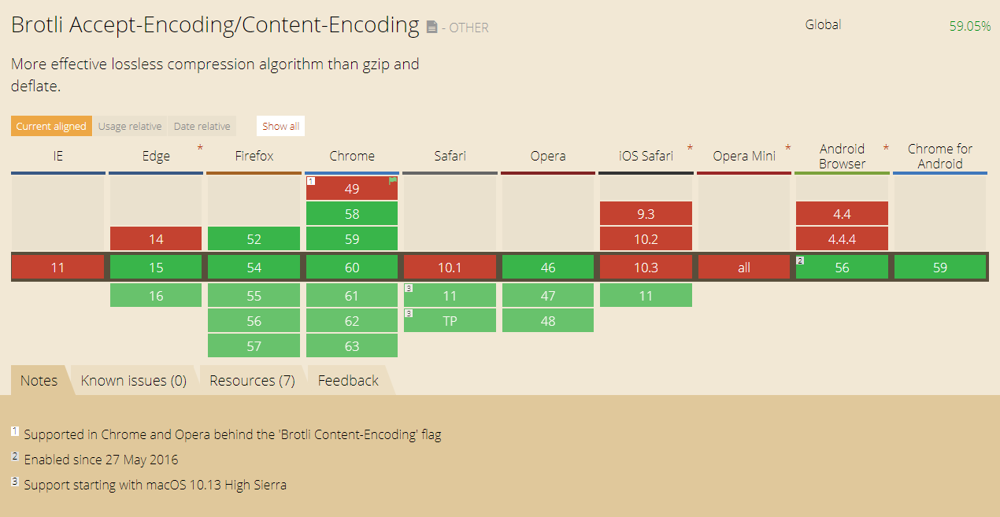 Brotli Accept-Encoding/Content-Encoding - OTHER
Global 59.05%
More effective lossless compression algorithm than gzip and
deflate.
Current aligned Usage relative Date relative Show all
IE Edge * Firefox Chrome Safari Opera iOS Safari * Opera Mini * Android Browser * Chrome for Android
1 49
58 9.3 4.4
14 52 59 10.2 4.4.4
11 15 54 60 10.1 46 10.3 all 2 56 59
16 55 61 3 11 47 11
56 62 3 TP 48
57 63
Notes Known issues (0) Resources (7) Feedback
1 Supported in Chrome and Opera behind the 'Brotli Content-Encoding' flag
2 Enabled since 27 May 2016
3 Support starting with macOS 10.13 High Sierra